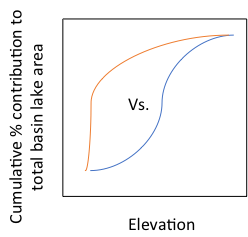 Cumulative % contribution to
total basin lake area
Vs.
Elevation